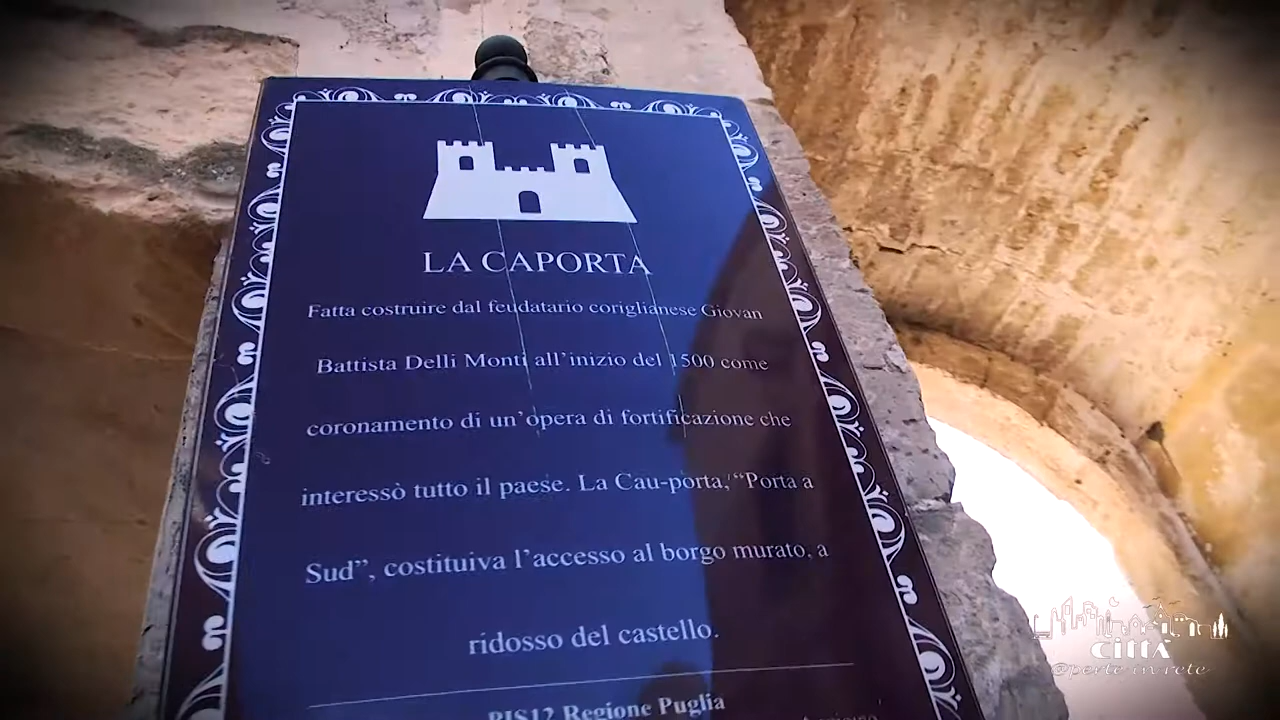 LA CAPORTA
Fatta costruire dal feudatario coriglianese Giovan
Battista Delli Monti all'inizio del 1500 come
coronamento di un'opera di fortificazione che
interessò tutto il paese. La Cau-porta, “Porta a
Sud”, costituiva l'accesso al borgo murato, a
ridosso del castello.
PIS12 Regione Puglia
CITTÀ
@perte in rete